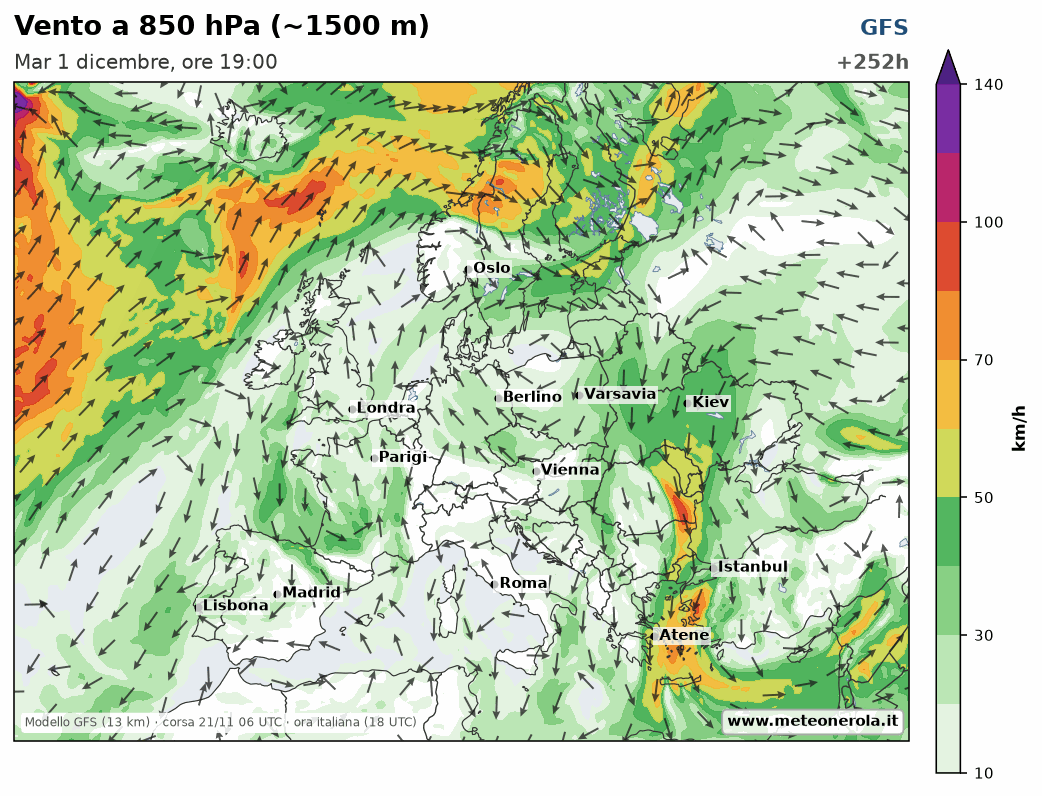 Vento a 850 hPa (~1500 m)
GFS
Mar 1 dicembre, ore 19:00
+252h
140
100
70
50
30
10
km/h
Oslo
Berlino
Varsavia
Kiev
Londra
Parigi
Vienna
Istanbul
Roma
Madrid
Lisbona
Atene
Modello GFS (13 km) · corsa 21/11 06 UTC · ora italiana (18 UTC)
www.meteonerola.it